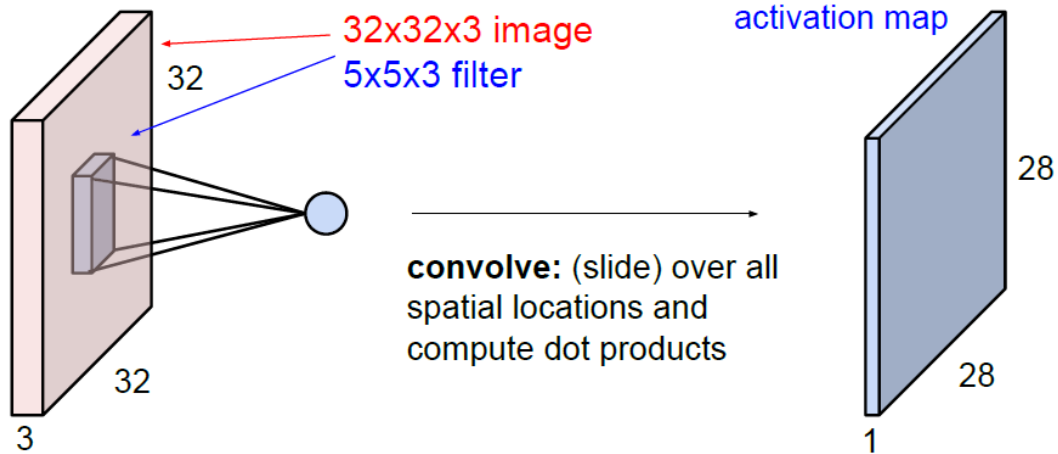 32x32x3 image
5x5x3 filter
32
32
3
convolve: (slide) over all
spatial locations and
compute dot products
activation map
28
28
1